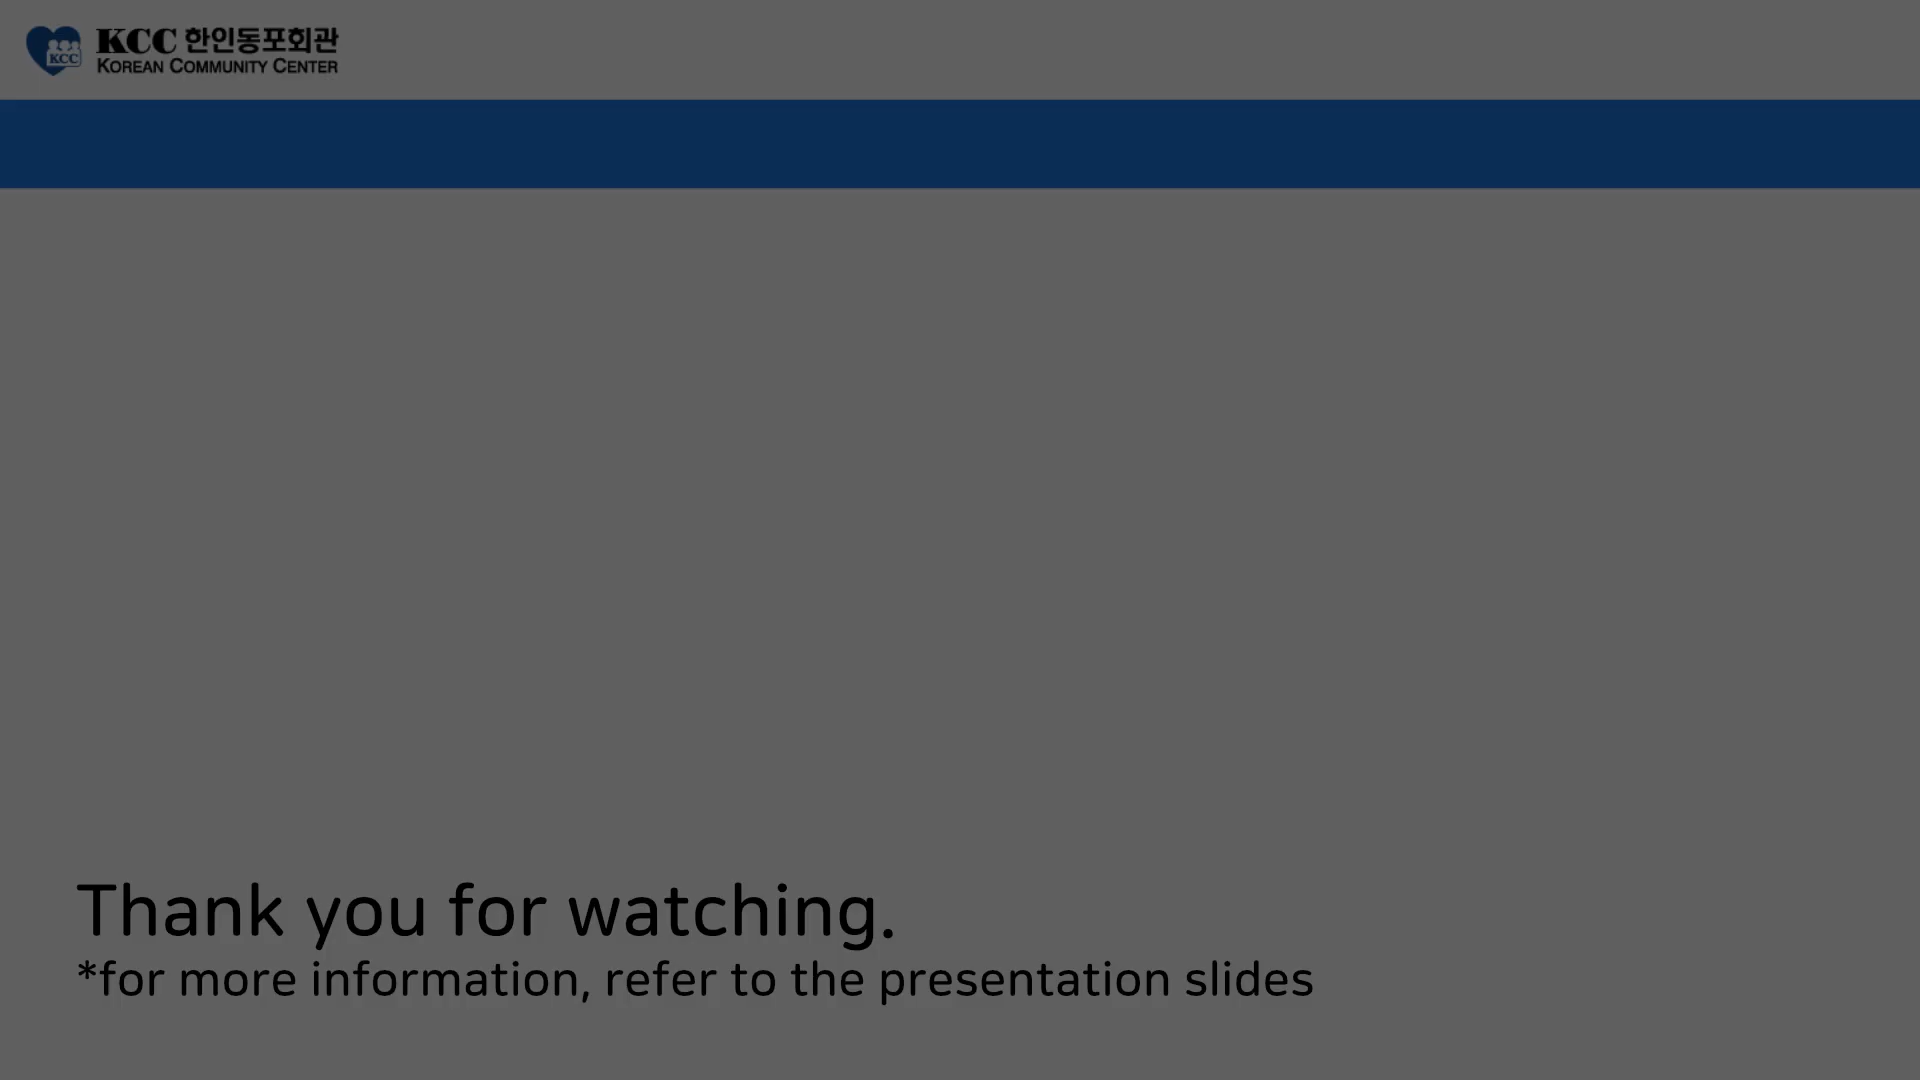 KCC
KCC 한인동포회관
KOREAN COMMUNITY CENTER
Thank you for watching.
*for more information, refer to the presentation slides